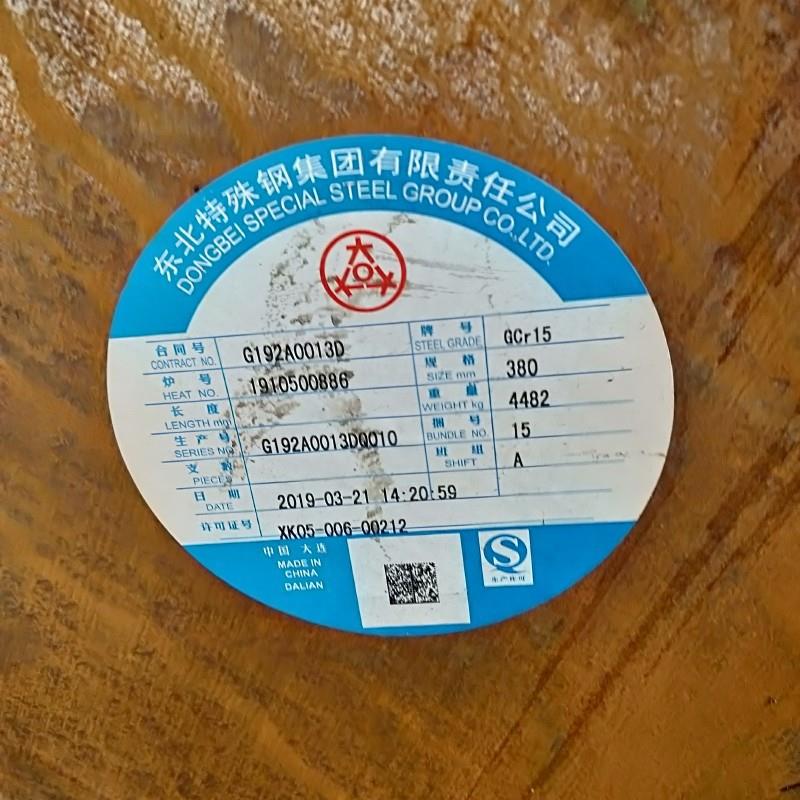 东北特殊钢集团有限责任公司
DONGBEI SPECIAL STEEL GROUP CO.,LTD.
合同号 G192A0013D 牌号 GCr15
CONTRACT NO. STEEL GRADE
炉号 1910500886 规格 380
HEAT NO. SIZE mm
长度 重量 4482
LENGTH mm WEIGHT kg
生产号 G192A0013D0010 捆号 15
SERIES NO. BUNDLE NO.
支数 班组 A
PIECES SHIFT
日期 2019-03-21 14:20:59
DATE
许可证号 XK05-006-00212
中国 大连
MADE IN
CHINA
DALIAN
生产许可